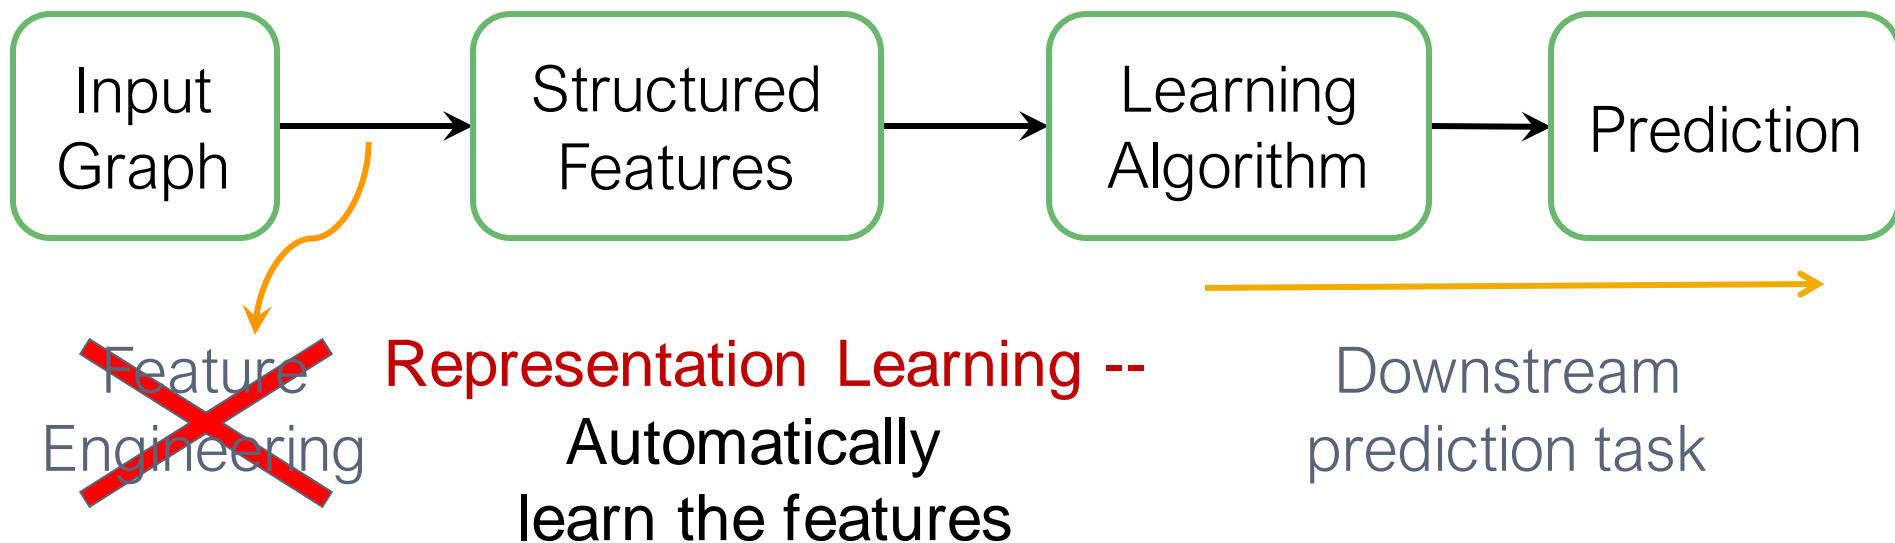 Input
Graph
Structured
Features
Learning
Algorithm
Prediction
Feature
Engineering
Representation Learning --
Automatically
learn the features
Downstream
prediction task